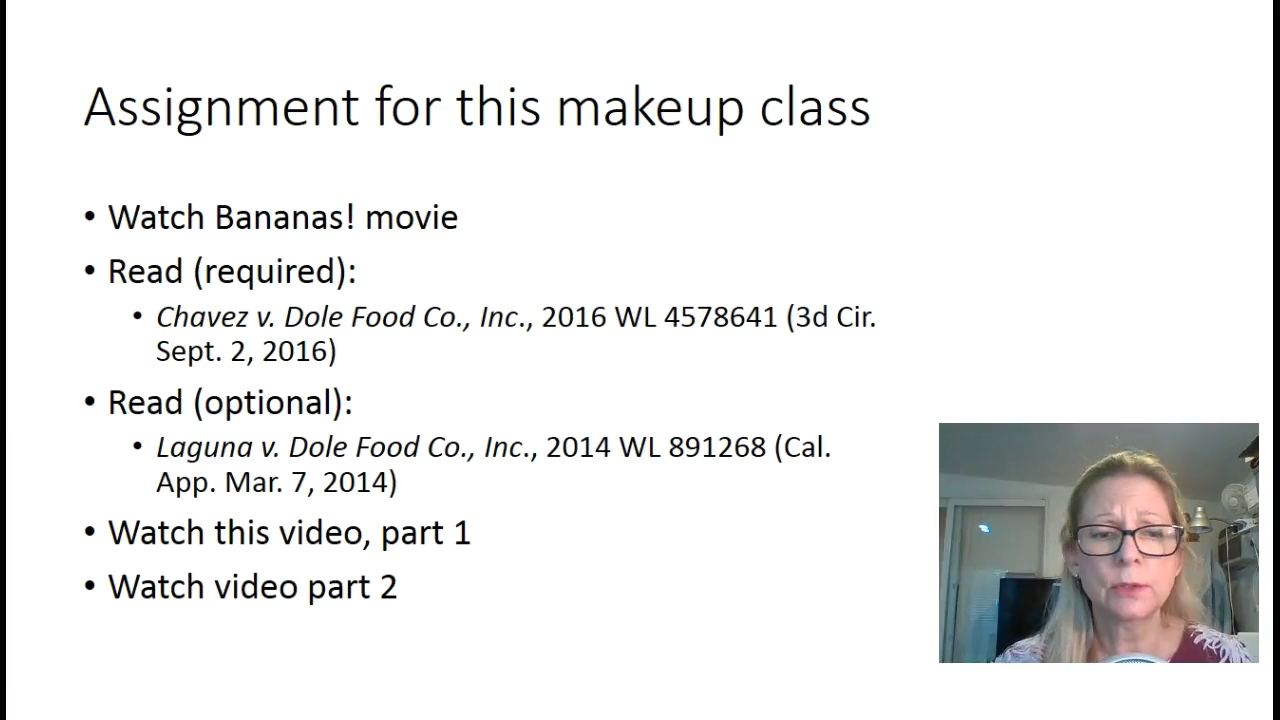 Assignment for this makeup class
• Watch Bananas! movie
• Read (required):
• Chavez v. Dole Food Co., Inc., 2016 WL 4578641 (3d Cir.
Sept. 2, 2016)
• Read (optional):
• Laguna v. Dole Food Co., Inc., 2014 WL 891268 (Cal.
App. Mar. 7, 2014)
• Watch this video, part 1
• Watch video part 2